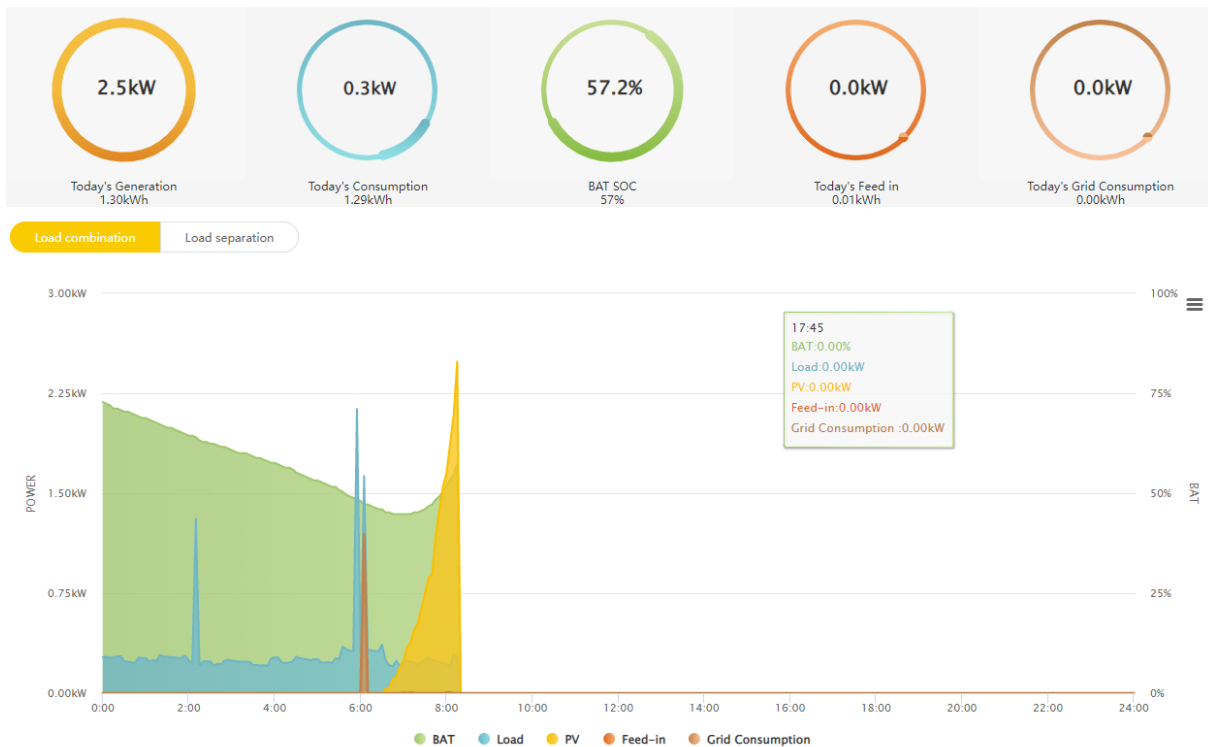 2.5kW
0.3kW
57.2%
0.0kW
0.0kW
Today's Generation
1.30kWh
Today's Consumption
1.29kWh
BAT SOC
57%
Today's Feed in
0.01kWh
Today's Grid Consumption
0.00kWh
Load combination
Load separation
3.00kW
2.25kW
1.50kW
0.75kW
0.00kW
POWER
100%
75%
50%
25%
0%
BAT
17:45
BAT:0.00%
Load:0.00kW
PV:0.00kW
Feed-in:0.00kW
Grid Consumption :0.00kW
0:00
2:00
4:00
6:00
8:00
10:00
12:00
14:00
16:00
18:00
20:00
22:00
24:00
BAT
Load
PV
Feed-in
Grid Consumption